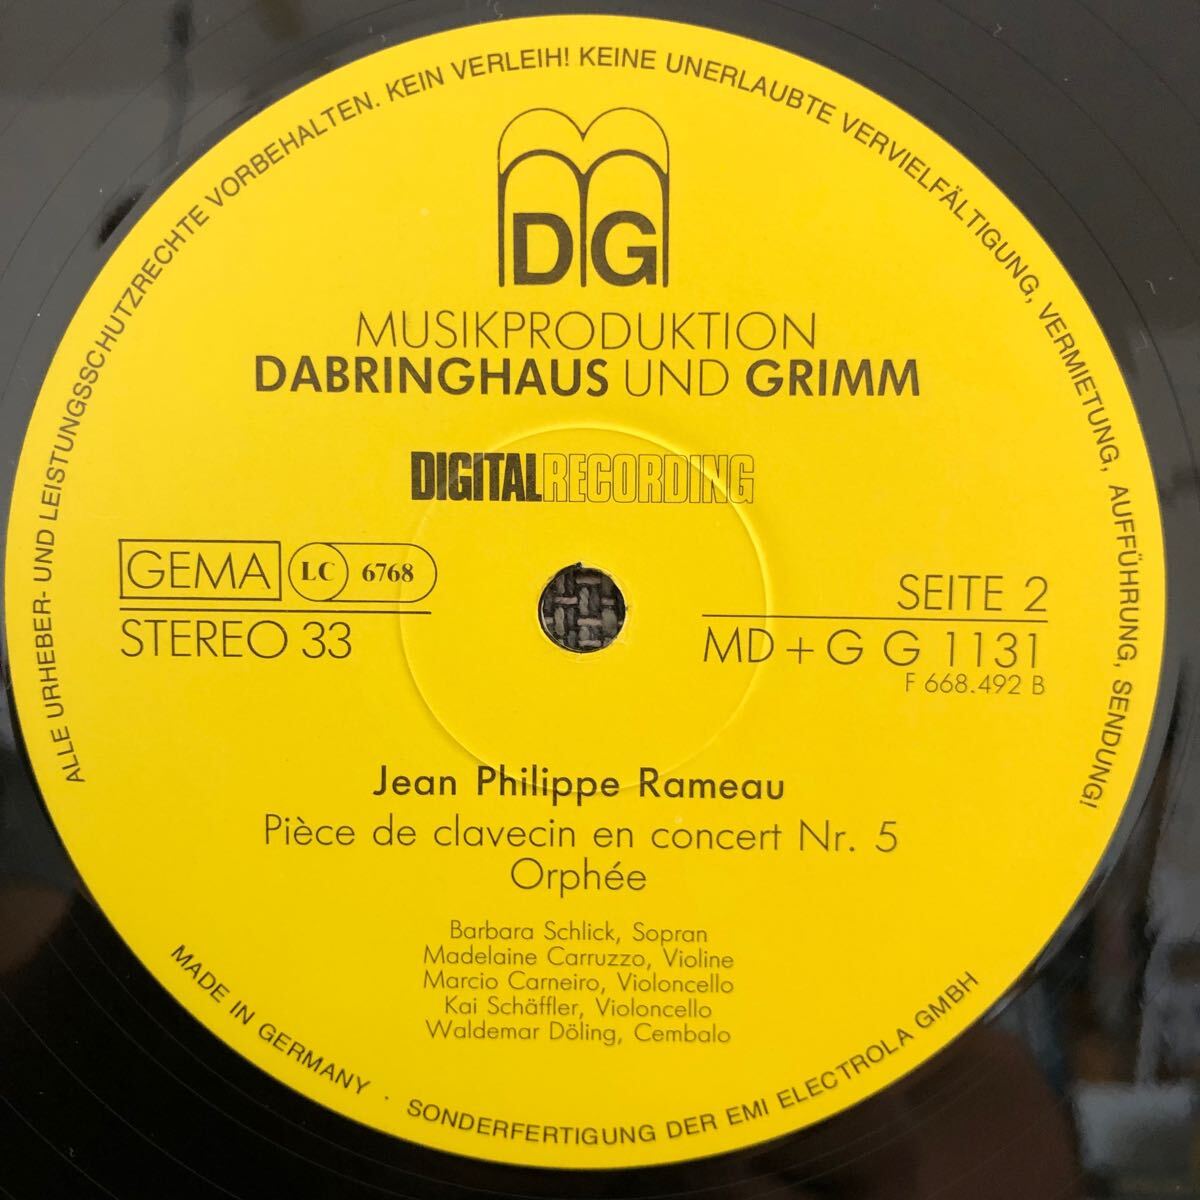 ALLE URHEBER- UND LEISTUNGSSCHUTZRECHTE VORBEHALTEN. KEIN VERLEIH! KEINE UNERLAUBTE VERVIELFÄLTIGUNG, VERMIETUNG, AUFFÜHRUNG, SENDUNG!
DG
MUSIKPRODUKTION
DABRINGHAUS UND GRIMM
DIGITAL RECORDING
GEMA LC 6768
STEREO 33
SEITE 2
MD+G G 1131
F 668.492 B
Jean Philippe Rameau
Pièce de clavecin en concert Nr. 5
Orphée
Barbara Schlick, Sopran
Madelaine Carruzzo, Violine
Marcio Carneiro, Violoncello
Kai Schäffler, Violoncello
Waldemar Döling, Cembalo
MADE IN GERMANY · SONDERFERTIGUNG DER EMI ELECTROLA GMBH